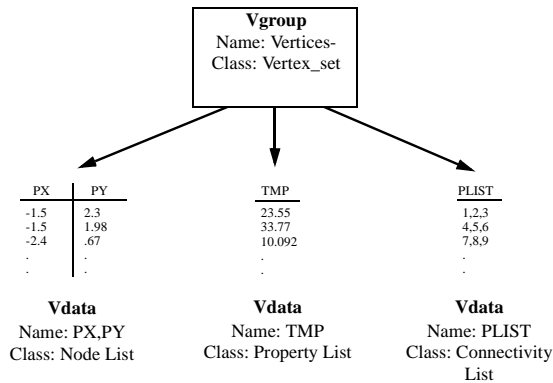 Vgroup
Name: Vertices-
Class: Vertex_set
PX PY
-1.5 2.3
-1.5 1.98
-2.4 .67
. .
. .
TMP
23.55
33.77
10.092
.
.
PLIST
1,2,3
4,5,6
7,8,9
.
.
Vdata
Name: PX,PY
Class: Node List
Vdata
Name: TMP
Class: Property List
Vdata
Name: PLIST
Class: Connectivity
List